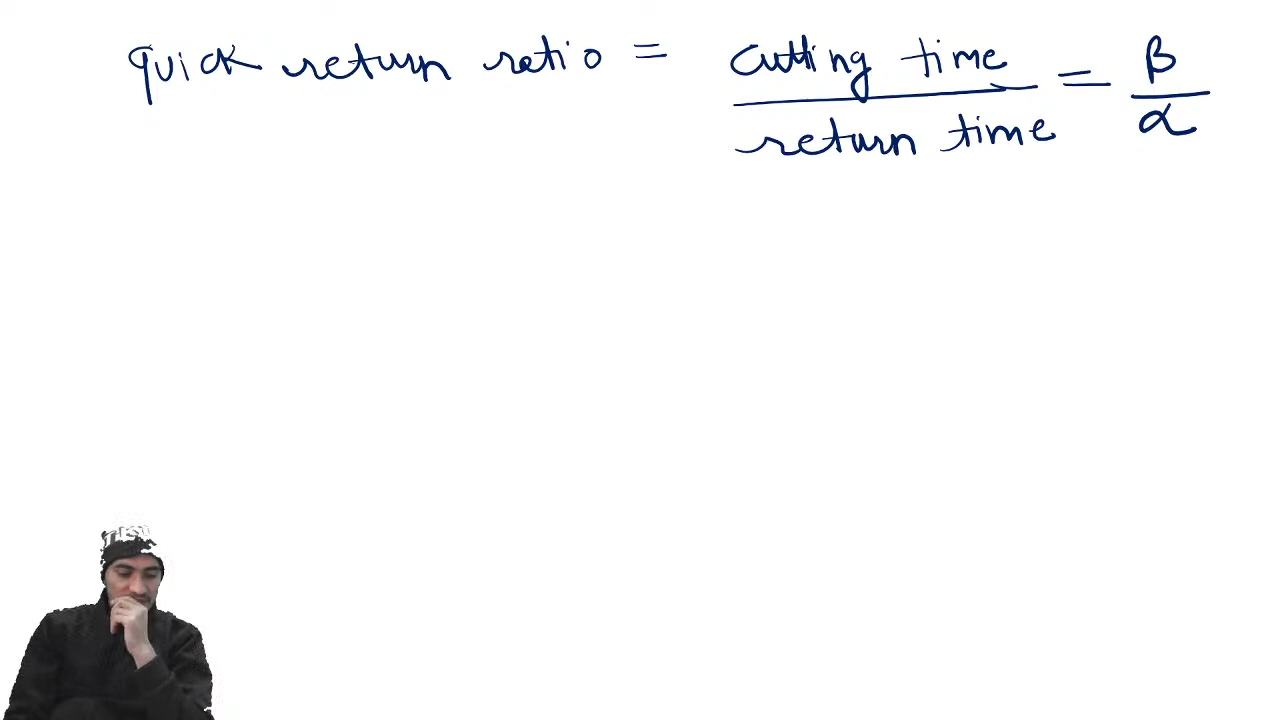 quick return ratio = cutting time / return time = β / α